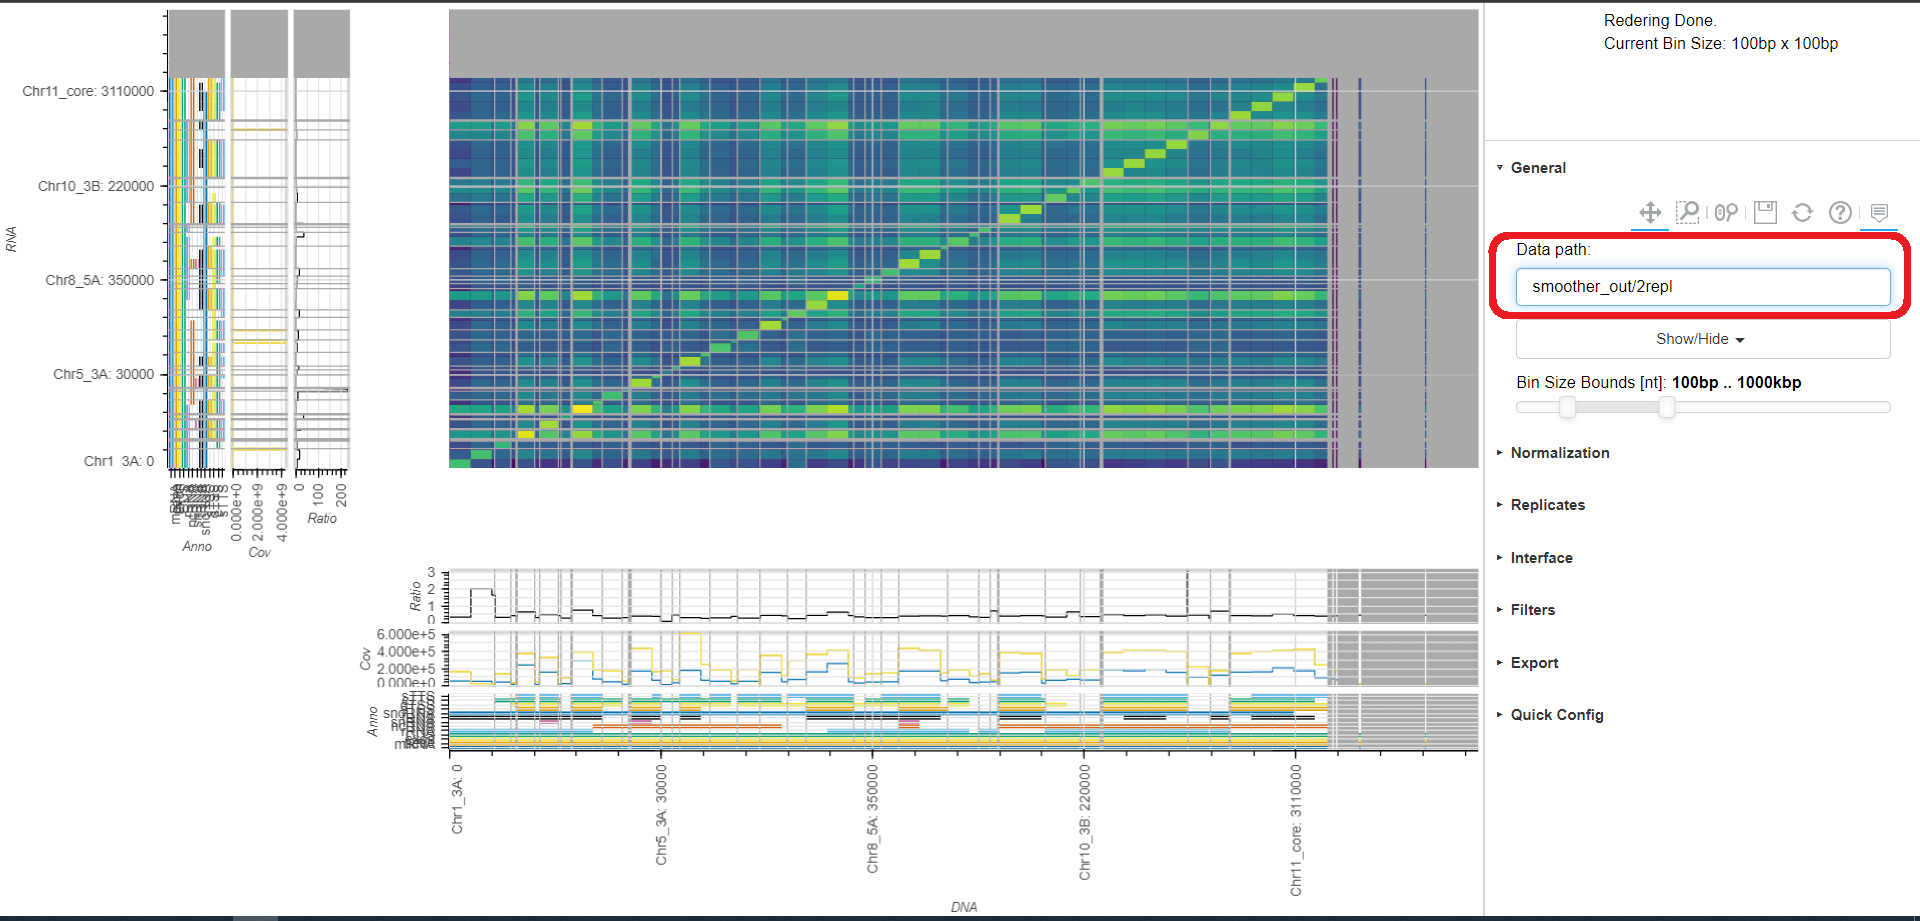 Redering Done.
Current Bin Size: 100bp x 100bp
General
Data path:
smoother_out/2repl
Show/Hide
Bin Size Bounds [nt]: 100bp .. 1000kbp
Normalization
Replicates
Interface
Filters
Export
Quick Config
RNA
Chr11_core: 3110000
Chr10_3B: 220000
Chr8_5A: 350000
Chr5_3A: 30000
Chr1_3A: 0
Anno
0.000e+0
2.000e+9
4.000e+9
Cov
0
100
200
Ratio
Ratio
3
2
1
0
Cov
6.000e+5
4.000e+5
2.000e+5
0.000e+0
Anno
sTTS
Chr1_3A: 0
Chr5_3A: 30000
Chr8_5A: 350000
Chr10_3B: 220000
Chr11_core: 3110000
DNA